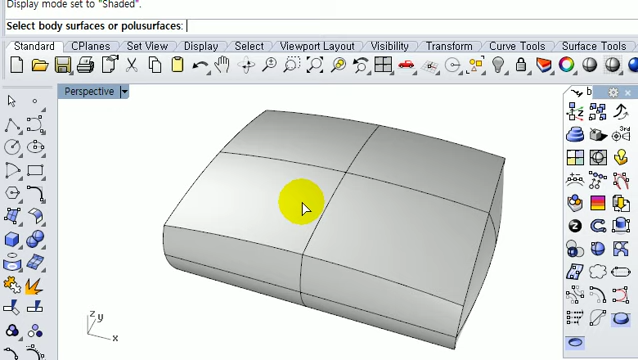 Display mode set to "Shaded".
Select body surfaces or polusurfaces:
Standard CPlanes Set View Display Select Viewport Layout Visibility Transform Curve Tools Surface Tools
Perspective
b
3rd
z y
x